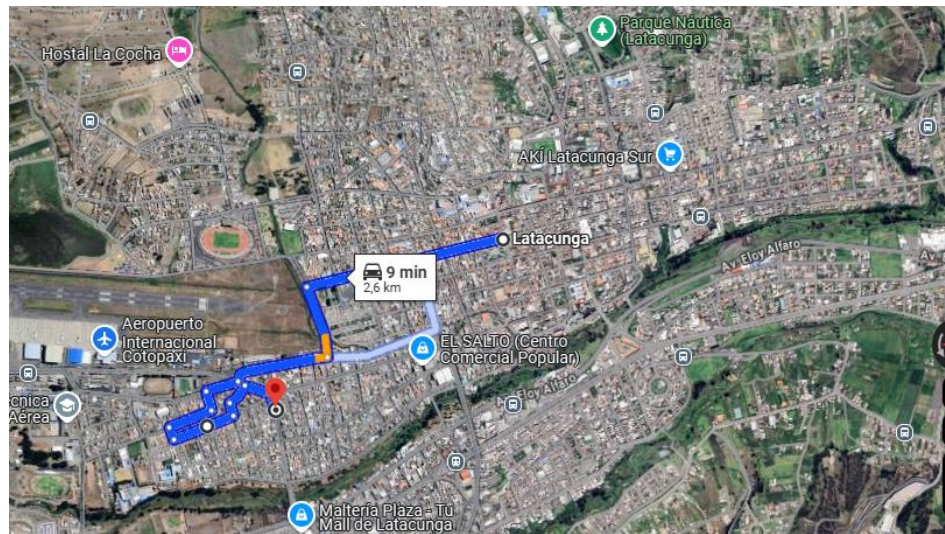 Parque Náutica
(Latacunga)
Hostal La Cocha
AKÍ Latacunga Sur
Latacunga
Av. Eloy Alfaro
9 min
2,6 km
Aeropuerto
Internacional
Cotopaxi
EL SALTO (Centro
Comercial Popular)
Av. Eloy Alfaro
écnica
Aérea
Maltería Plaza - Tu
Mall de Latacunga